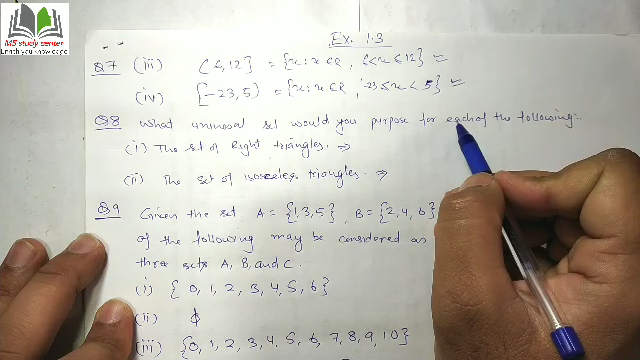 MS study center
Enrich you knowledge
Ex. 1.3
Q7 (iii) (6,12] = {x: x ∈ R, 6 < x ≤ 12}
(iv) [-23, 5) = {x: x ∈ R, -23 ≤ x < 5}
Q8 What universal set would you purpose for each of the following:
(i) The set of Right triangles. ⇒
(ii) The set of isosceles triangles. ⇒
Q9 Given the set A = {1,3,5}, B = {2,4,6}
of the following may be considered as
three sets A, B, and C.
(i) { 0, 1, 2, 3, 4, 5, 6 }
(ii) ϕ
(iii) {0, 1, 2, 3, 4, 5, 6, 7, 8, 9, 10}